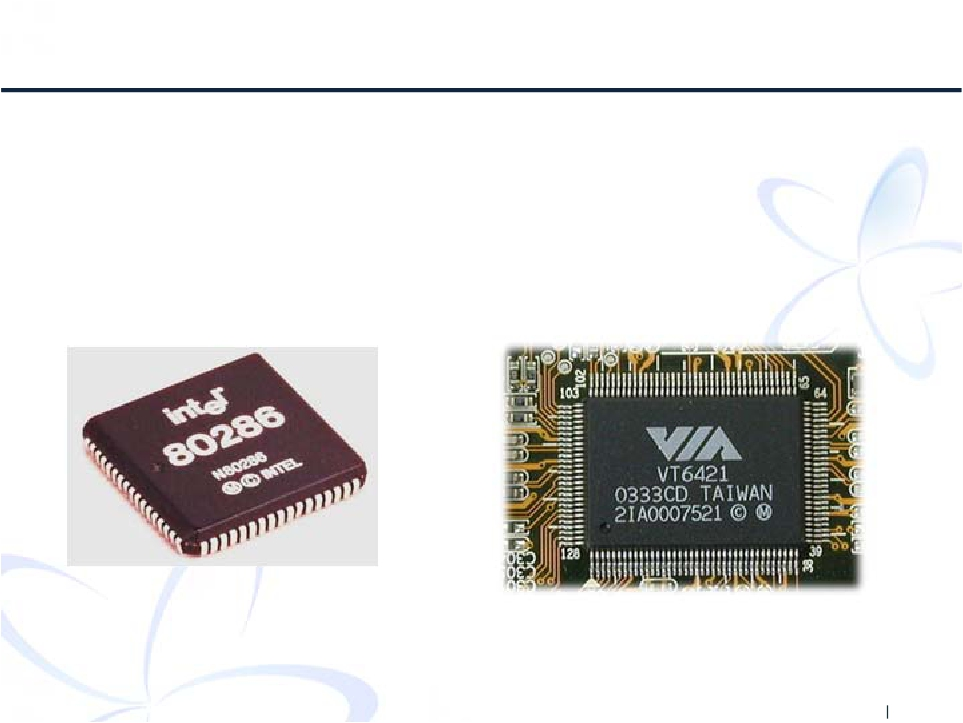 intel
80286
N80286
Ⓜ © INTEL
102
103
65
64
VIA
VT6421
0333CD TAIWAN
2IA0007521 © Ⓜ
128
39
38